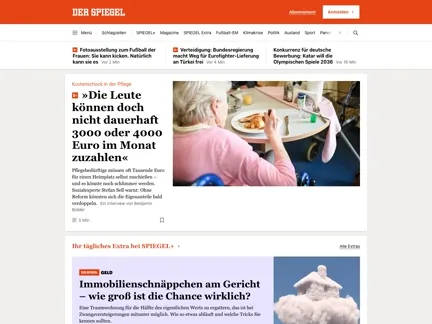 DER SPIEGEL
Abonnement
Anmelden ›
Menü
Schlagzeilen
SPIEGEL+
Magazine
SPIEGEL Extra
Fußball-EM
Klimakrise
Politik
Ausland
Sport
Suche
S+ Fotoausstellung zum Fußball der
Frauen: Sie kann kicken. Natürlich
kann sie es Vor 2 Min
S+ Verteidigung: Bundesregierung
macht Weg für Eurofighter-Lieferung
an Türkei frei Vor 4 Min
Konkurrenz für deutsche
Bewerbung: Katar will die
Olympischen Spiele 2036 Vor 16 Min
Kostenschock in der Pflege
S+ »Die Leute
können doch
nicht dauerhaft
3000 oder 4000
Euro im Monat
zuzahlen«
Pflegebedürftige müssen oft Tausende Euro
für einen Heimplatz selbst zuschießen –
und es könnte noch schlimmer werden.
Sozialexperte Stefan Sell warnt: Ohne
Reform könnten sich die Eigenanteile bald
verdoppeln. Ein Interview von Benjamin
Bidder
5 Min
Ihr tägliches Extra bei SPIEGEL+ ›
Alle Extras
DER SPIEGEL GELD
Immobilienschnäppchen am Gericht
– wie groß ist die Chance wirklich?
Eine Traumwohnung für die Hälfte des eigentlichen Wertes zu ergattern, das ist bei
Zwangsversteigerungen mitunter möglich. Wie so etwas abläuft und welche Tricks Sie
kennen sollten.